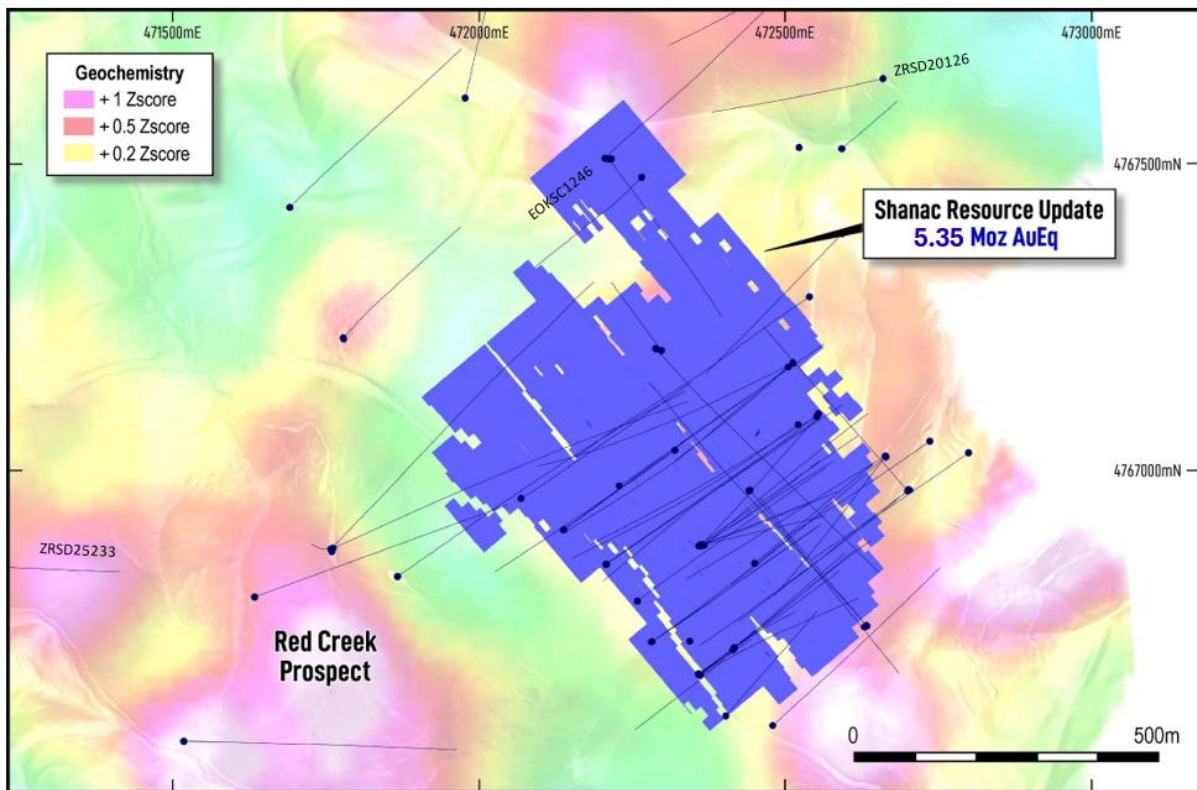 471500mE
472000mE
472500mE
473000mE
Geochemistry
+ 1 Zscore
+ 0.5 Zscore
+ 0.2 Zscore
ZRSD20126
4767500mN
EOKSC1246
Shanac Resource Update
5.35 Moz AuEq
4767000mN
ZRSD25233
Red Creek
Prospect
0
500m